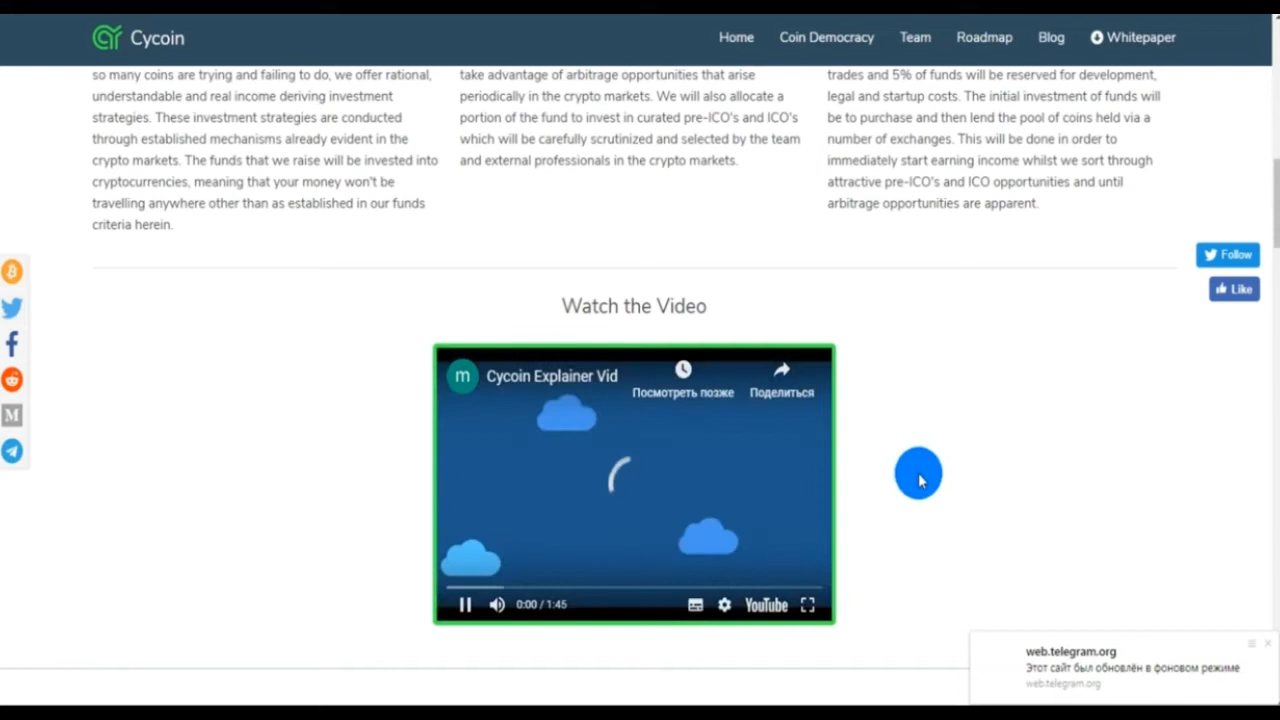 Cycoin
Home Coin Democracy Team Roadmap Blog Whitepaper
so many coins are trying and failing to do, we offer rational,
understandable and real income deriving investment
strategies. These investment strategies are conducted
through established mechanisms already evident in the
crypto markets. The funds that we raise will be invested into
cryptocurrencies, meaning that your money won't be
travelling anywhere other than as established in our funds
criteria herein.
take advantage of arbitrage opportunities that arise
periodically in the crypto markets. We will also allocate a
portion of the fund to invest in curated pre-ICO's and ICO's
which will be carefully scrutinized and selected by the team
and external professionals in the crypto markets.
trades and 5% of funds will be reserved for development,
legal and startup costs. The initial investment of funds will
be to purchase and then lend the pool of coins held via a
number of exchanges. This will be done in order to
immediately start earning income whilst we sort through
attractive pre-ICO's and ICO opportunities and until
arbitrage opportunities are apparent.
Follow
Like
Watch the Video
m Cycoin Explainer Vid
Посмотреть позже
Поделиться
0:00 / 1:45
YouTube
M
web.telegram.org
Этот сайт был обновлён в фоновом режиме
web.telegram.org